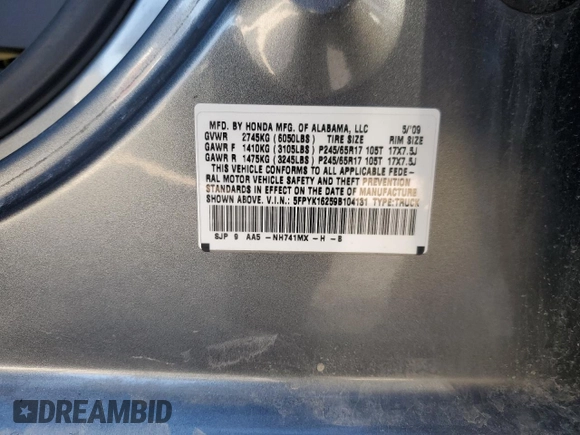 MFD. BY HONDA MFG. OF ALABAMA, LLC 5/'09
GVWR 2745KG (6050LBS) TIRE SIZE RIM SIZE
GAWR F 1410KG (3105LBS) P245/65R17 105T 17X7.5J
GAWR R 1475KG (3245LBS) P245/65R17 105T 17X7.5J
THIS VEHICLE CONFORMS TO ALL APPLICABLE FEDE-
RAL MOTOR VEHICLE SAFETY AND THEFT PREVENTION
STANDARDS IN EFFECT ON THE DATE OF MANUFACTURE
SHOWN ABOVE. V.I.N.: 5FPYK16259B104131 TYPE:TRUCK
SJP 9 AA5 -NH741MX -H -B
DREAMBID